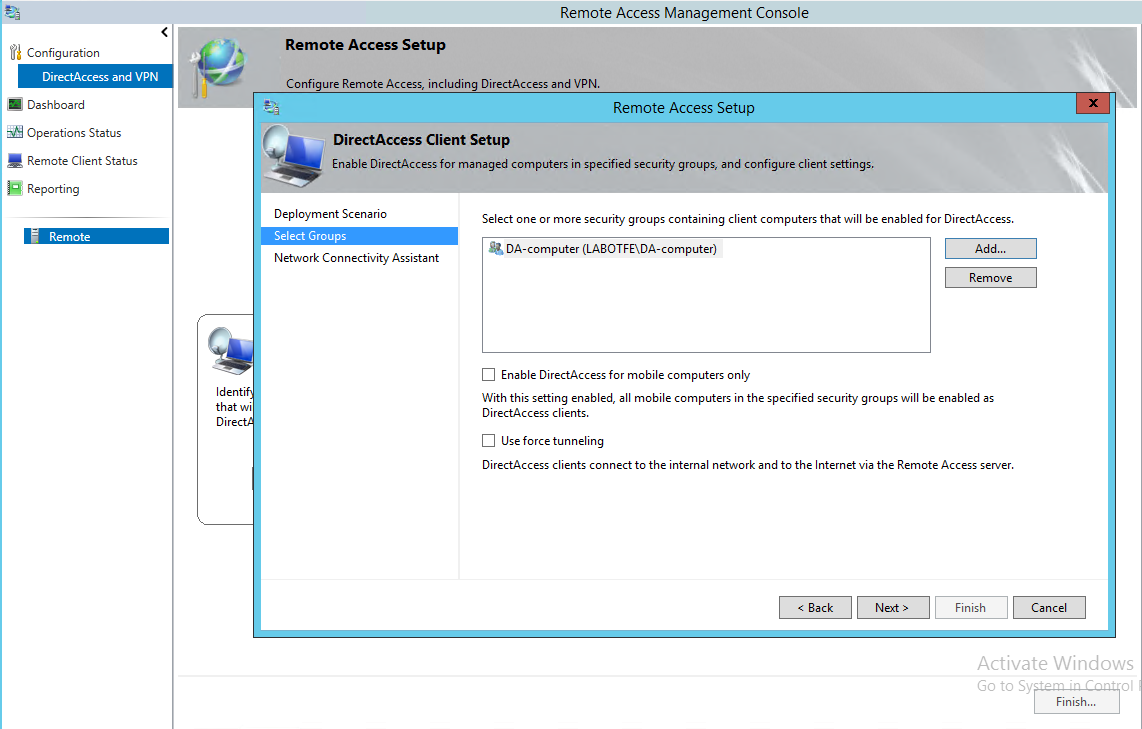 Remote Access Management Console
Configuration
DirectAccess and VPN
Dashboard
Operations Status
Remote Client Status
Reporting
Remote
Remote Access Setup
Configure Remote Access, including DirectAccess and VPN.
Identify
that wi
DirectA
Remote Access Setup
X
DirectAccess Client Setup
Enable DirectAccess for managed computers in specified security groups, and configure client settings.
Deployment Scenario
Select Groups
Network Connectivity Assistant
Select one or more security groups containing client computers that will be enabled for DirectAccess.
DA-computer (LABOTFE\DA-computer)
Add...
Remove
Enable DirectAccess for mobile computers only
With this setting enabled, all mobile computers in the specified security groups will be enabled as
DirectAccess clients.
Use force tunneling
DirectAccess clients connect to the internal network and to the Internet via the Remote Access server.
< Back
Next >
Finish
Cancel
Activate Windows
Go to System in Control
Finish...